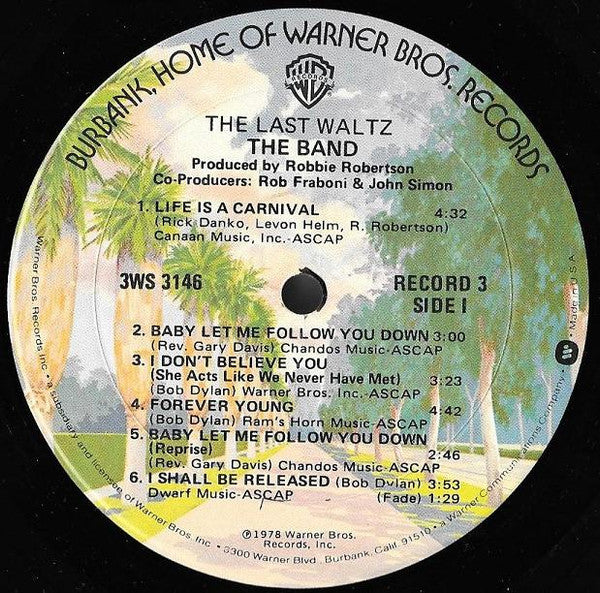 BURBANK, HOME OF WARNER BROS. RECORDS
WB
RECORDS
THE LAST WALTZ
THE BAND
Produced by Robbie Robertson
Co-Producers: Rob Fraboni & John Simon
1. LIFE IS A CARNIVAL 4:32
(Rick Danko, Levon Helm, R. Robertson)
Canaan Music, Inc.-ASCAP
3WS 3146
RECORD 3
SIDE I
2. BABY LET ME FOLLOW YOU DOWN 3:00
(Rev. Gary Davis) Chandos Music-ASCAP
3. I DON'T BELIEVE YOU
(She Acts Like We Never Have Met) 3:23
(Bob Dylan) Warner Bros. Inc.-ASCAP
4. FOREVER YOUNG 4:42
(Bob Dylan) Ram's Horn Music-ASCAP
5. BABY LET ME FOLLOW YOU DOWN
(Reprise) 2:46
(Rev. Gary Davis) Chandos Music-ASCAP
6. I SHALL BE RELEASED (Bob Dylan) 3:53
Dwarf Music-ASCAP (Fade) 1:29
℗1978 Warner Bros.
Records, Inc.
Warner Bros. Records Inc. • a subsidiary and licensee of Warner Bros. Inc. • 3300 Warner Blvd., Burbank, Calif. 91510 • a Warner Communications Company • Made in U.S.A.